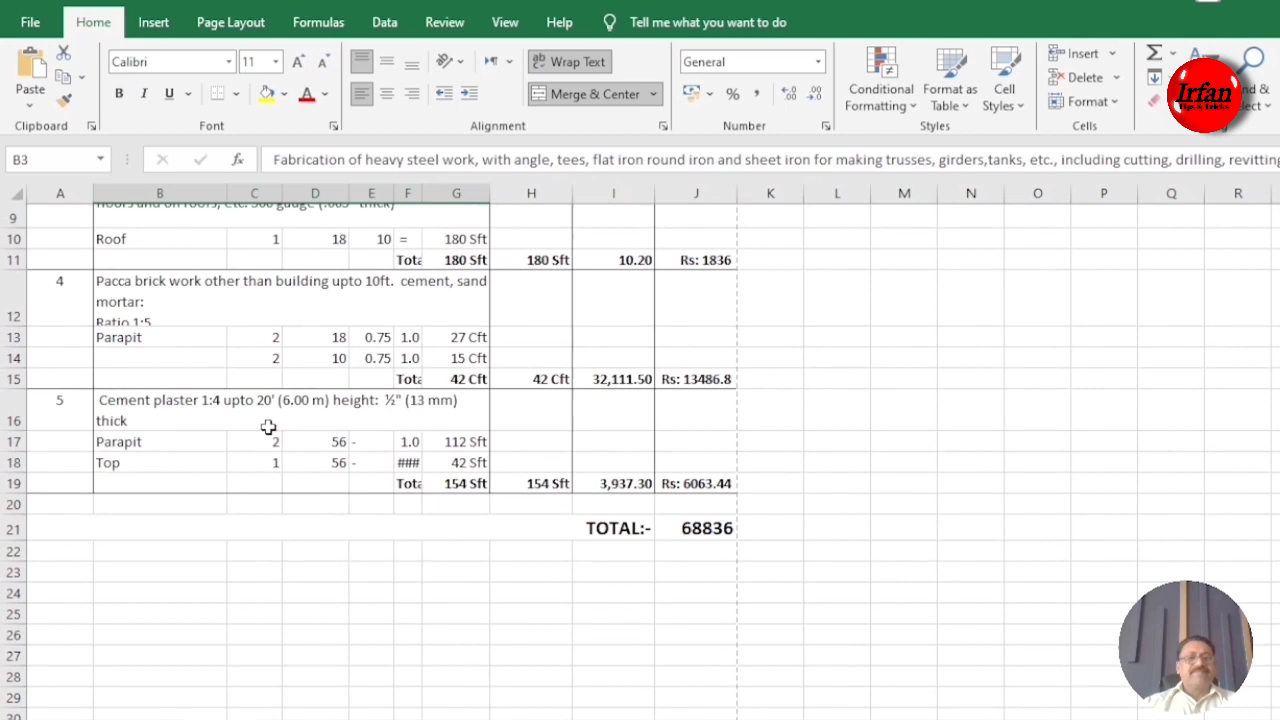 File Home Insert Page Layout Formulas Data Review View Help Tell me what you want to do
Calibri 11 Wrap Text General Insert
Paste B I U Merge & Center % , Conditional Format as Cell Delete
Formatting Table Styles Format
Clipboard Font Alignment Number Styles Cells
Irfan
Tips & Tricks
B3 fx Fabrication of heavy steel work, with angle, tees, flat iron round iron and sheet iron for making trusses, girders,tanks, etc., including cutting, drilling, revitting
A B C D E F G H I J K L M N O P Q R
9 floors and on roofs, etc. 500 gauge (.005" thick)
10 Roof 1 18 10 = 180 Sft
11 Tota 180 Sft 180 Sft 10.20 Rs: 1836
4 Pacca brick work other than building upto 10ft. cement, sand
mortar:
12 Ratio 1:5
13 Parapit 2 18 0.75 1.0 27 Cft
14 2 10 0.75 1.0 15 Cft
15 Tota 42 Cft 42 Cft 32,111.50 Rs: 13486.8
5 Cement plaster 1:4 upto 20' (6.00 m) height: ½" (13 mm)
16 thick
17 Parapit 2 56 - 1.0 112 Sft
18 Top 1 56 - ### 42 Sft
19 Tota 154 Sft 154 Sft 3,937.30 Rs: 6063.44
20
21 TOTAL:- 68836
22
23
24
25
26
27
28
29
30